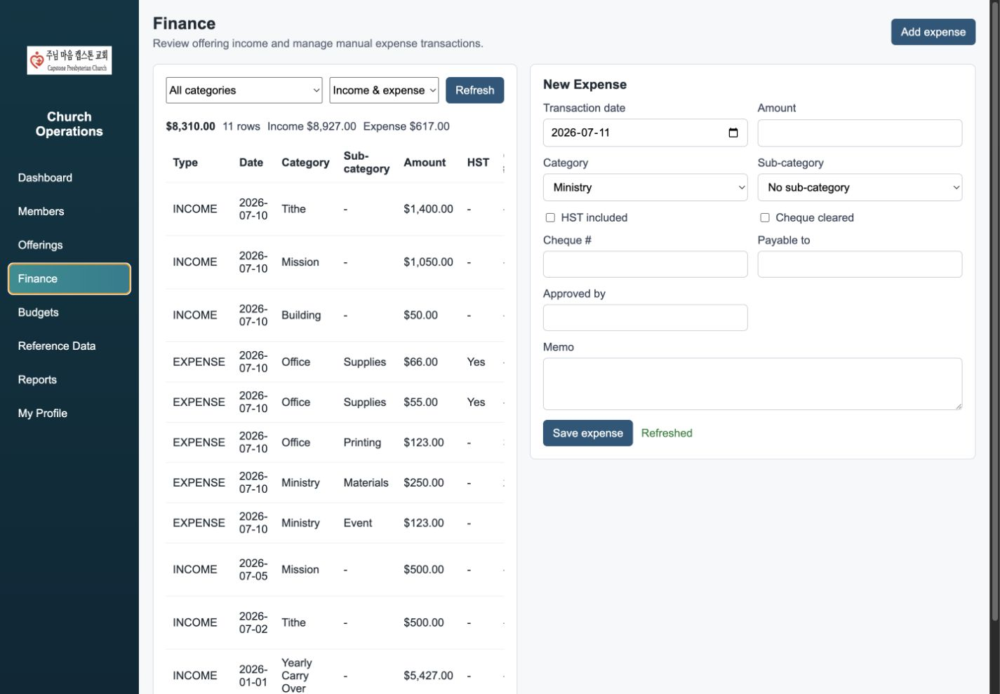 주님 마음 캡스톤 교회
Capstone Presbyterian Church
Church
Operations
Dashboard
Members
Offerings
Finance
Budgets
Reference Data
Reports
My Profile
Finance
Review offering income and manage manual expense transactions.
Add expense
All categories
Income & expense
Refresh
$8,310.00 11 rows Income $8,927.00 Expense $617.00
Type Date Category Sub-category Amount HST
INCOME 2026-07-10 Tithe - $1,400.00 -
INCOME 2026-07-10 Mission - $1,050.00 -
INCOME 2026-07-10 Building - $50.00 -
EXPENSE 2026-07-10 Office Supplies $66.00 Yes
EXPENSE 2026-07-10 Office Supplies $55.00 Yes
EXPENSE 2026-07-10 Office Printing $123.00 -
EXPENSE 2026-07-10 Ministry Materials $250.00 -
EXPENSE 2026-07-10 Ministry Event $123.00 -
INCOME 2026-07-05 Mission - $500.00 -
INCOME 2026-07-02 Tithe - $500.00 -
INCOME 2026-01-01 Yearly Carry Over - $5,427.00 -
New Expense
Transaction date Amount
2026-07-11
Category Sub-category
Ministry No sub-category
HST included Cheque cleared
Cheque # Payable to
Approved by
Memo
Save expense Refreshed